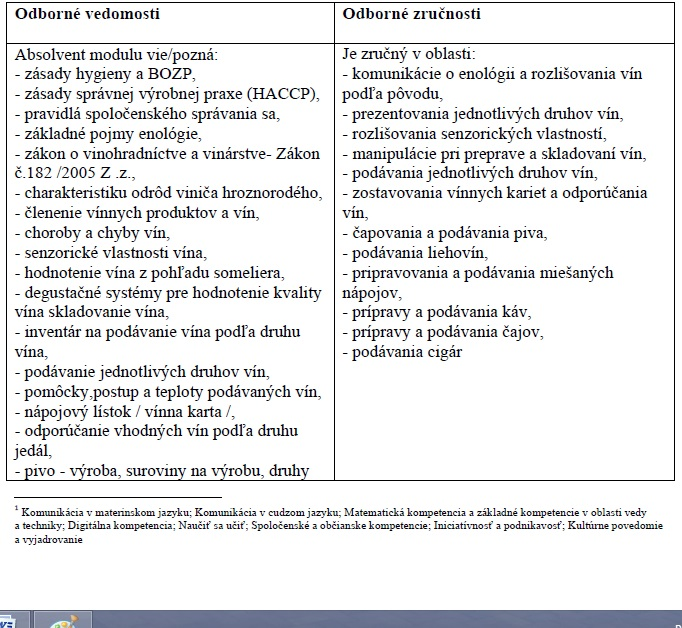 Odborné vedomosti
Absolvent modulu vie/pozná:
- zásady hygieny a BOZP,
- zásady správnej výrobnej praxe (HACCP),
- pravidlá spoločenského správania sa,
- základné pojmy enológie,
- zákon o vinohradníctve a vinárstve- Zákon
č.182 /2005 Z .z.,
- charakteristiku odrôd viniča hroznorodého,
- členenie vínnych produktov a vín,
- choroby a chyby vín,
- senzorické vlastnosti vína,
- hodnotenie vína z pohľadu someliera,
- degustačné systémy pre hodnotenie kvality
vína skladovanie vína,
- inventár na podávanie vína podľa druhu
vína,
- podávanie jednotlivých druhov vín,
- pomôcky,postup a teploty podávaných vín,
- nápojový lístok / vínna karta /,
- odporúčanie vhodných vín podľa druhu
jedál,
- pivo - výroba, suroviny na výrobu, druhy
Odborné zručnosti
Je zručný v oblasti:
- komunikácie o enológii a rozlišovania vín
podľa pôvodu,
- prezentovania jednotlivých druhov vín,
- rozlišovania senzorických vlastností,
- manipulácie pri preprave a skladovaní vín,
- podávania jednotlivých druhov vín,
- zostavovania vínnych kariet a odporúčania
vín,
- čapovania a podávania piva,
- podávania liehovín,
- pripravovania a podávania miešaných
nápojov,
- prípravy a podávania káv,
- prípravy a podávania čajov,
- podávania cigár
1 Komunikácia v materinskom jazyku; Komunikácia v cudzom jazyku; Matematická kompetencia a základné kompetencie v oblasti vedy
a techniky; Digitálna kompetencia; Naučiť sa učiť; Spoločenské a občianske kompetencie; Iniciatívnosť a podnikavosť; Kultúrne povedomie
a vyjadrovanie